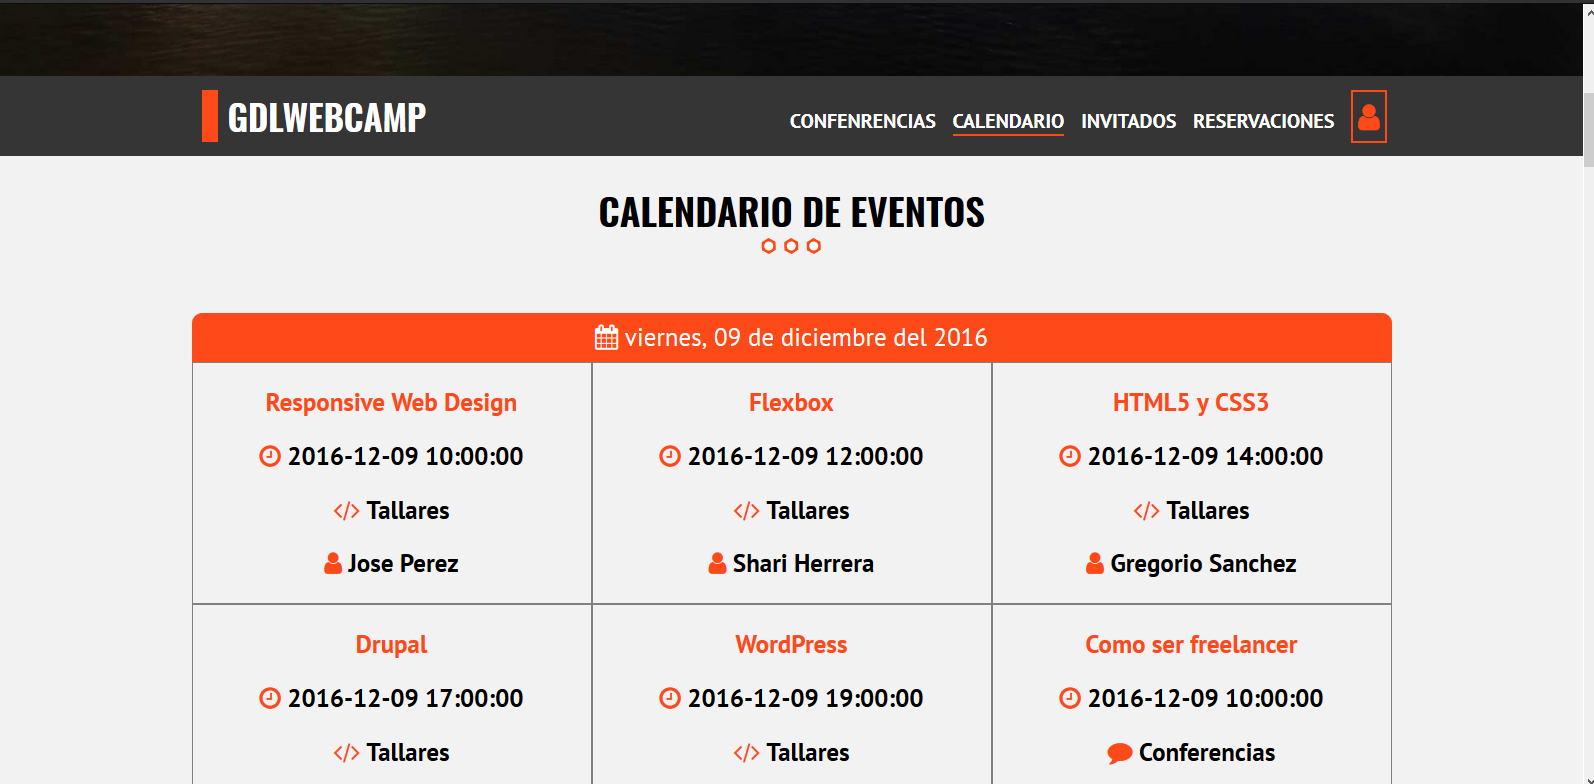 GDLWEBCAMP
CONFENRENCIAS CALENDARIO INVITADOS RESERVACIONES
CALENDARIO DE EVENTOS
viernes, 09 de diciembre del 2016
Responsive Web Design
2016-12-09 10:00:00
</> Tallares
Jose Perez
Flexbox
2016-12-09 12:00:00
</> Tallares
Shari Herrera
HTML5 y CSS3
2016-12-09 14:00:00
</> Tallares
Gregorio Sanchez
Drupal
2016-12-09 17:00:00
</> Tallares
WordPress
2016-12-09 19:00:00
</> Tallares
Como ser freelancer
2016-12-09 10:00:00
Conferencias